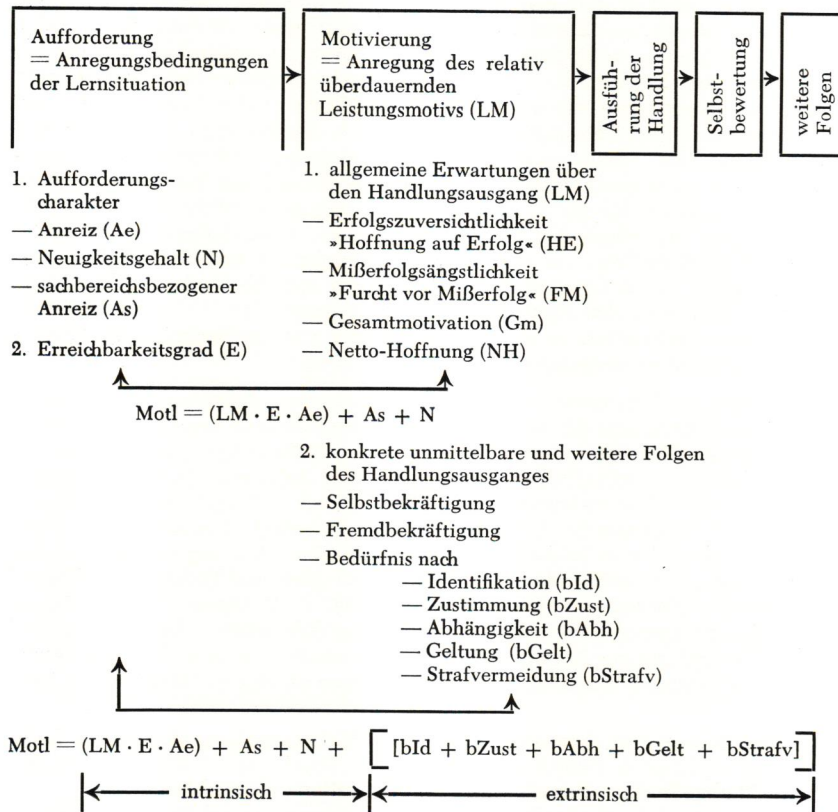 Aufforderung
= Anregungsbedingungen
der Lernsituation
Motivierung
= Anregung des relativ
überdauernden
Leistungsmotivs (LM)
Ausfüh-
rung der
Handlung
Selbst-
bewertung
weitere
Folgen
1. Aufforderungs-
charakter
— Anreiz (Ae)
— Neuigkeitsgehalt (N)
— sachbereichsbezogener
Anreiz (As)
2. Erreichbarkeitsgrad (E)
1. allgemeine Erwartungen über
den Handlungsausgang (LM)
— Erfolgszuversichtlichkeit
»Hoffnung auf Erfolg« (HE)
— Mißerfolgsängstlichkeit
»Furcht vor Mißerfolg« (FM)
— Gesamtmotivation (Gm)
— Netto-Hoffnung (NH)
Motl = (LM · E · Ae) + As + N
2. konkrete unmittelbare und weitere Folgen
des Handlungsausganges
— Selbstbekräftigung
— Fremdbekräftigung
— Bedürfnis nach
— Identifikation (bId)
— Zustimmung (bZust)
— Abhängigkeit (bAbh)
— Geltung (bGelt)
— Strafvermeidung (bStrafv)
Motl = (LM · E · Ae) + As + N + [ [bId + bZust + bAbh + bGelt + bStrafv] ]
intrinsisch
extrinsisch